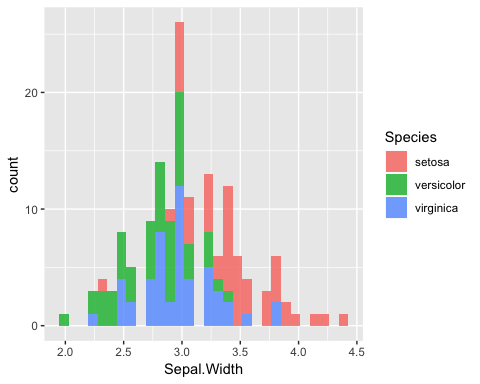 20
10
0
count
2.0 2.5 3.0 3.5 4.0 4.5
Sepal.Width
Species
setosa
versicolor
virginica